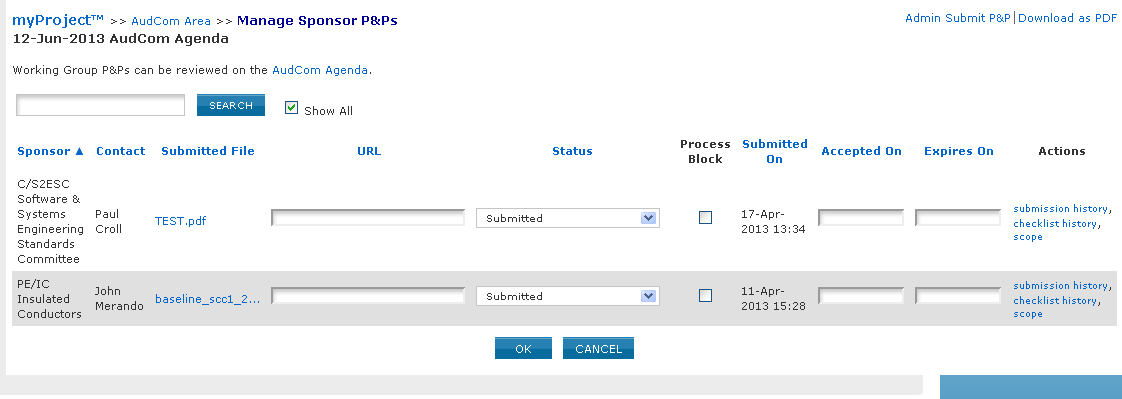 myProject™ >> AudCom Area >> Manage Sponsor P&Ps
Admin Submit P&P|Download as PDF
12-Jun-2013 AudCom Agenda
Working Group P&Ps can be reviewed on the AudCom Agenda.
SEARCH
Show All
Sponsor ▲ Contact Submitted File URL Status Process Block Submitted On Accepted On Expires On Actions
C/S2ESC
Software &
Systems
Engineering
Standards
Committee
Paul
Croll
TEST.pdf
Submitted
17-Apr-
2013 13:34
submission history,
checklist history,
scope
PE/IC
Insulated
Conductors
John
Merando
baseline_scc1_2...
Submitted
11-Apr-
2013 15:28
submission history,
checklist history,
scope
OK
CANCEL